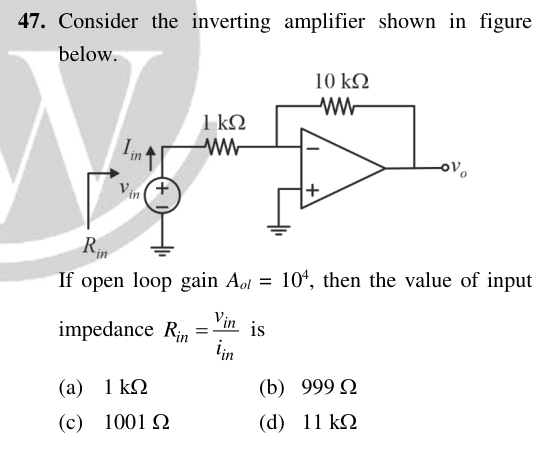 47. Consider the inverting amplifier shown in figure
below.
10 kΩ
1 kΩ
I_in
V_in
+
−
−
+
V_o
R_in
If open loop gain A_ol = 10⁴, then the value of input
impedance R_in = v_in / i_in is
(a) 1 kΩ (b) 999 Ω
(c) 1001 Ω (d) 11 kΩ